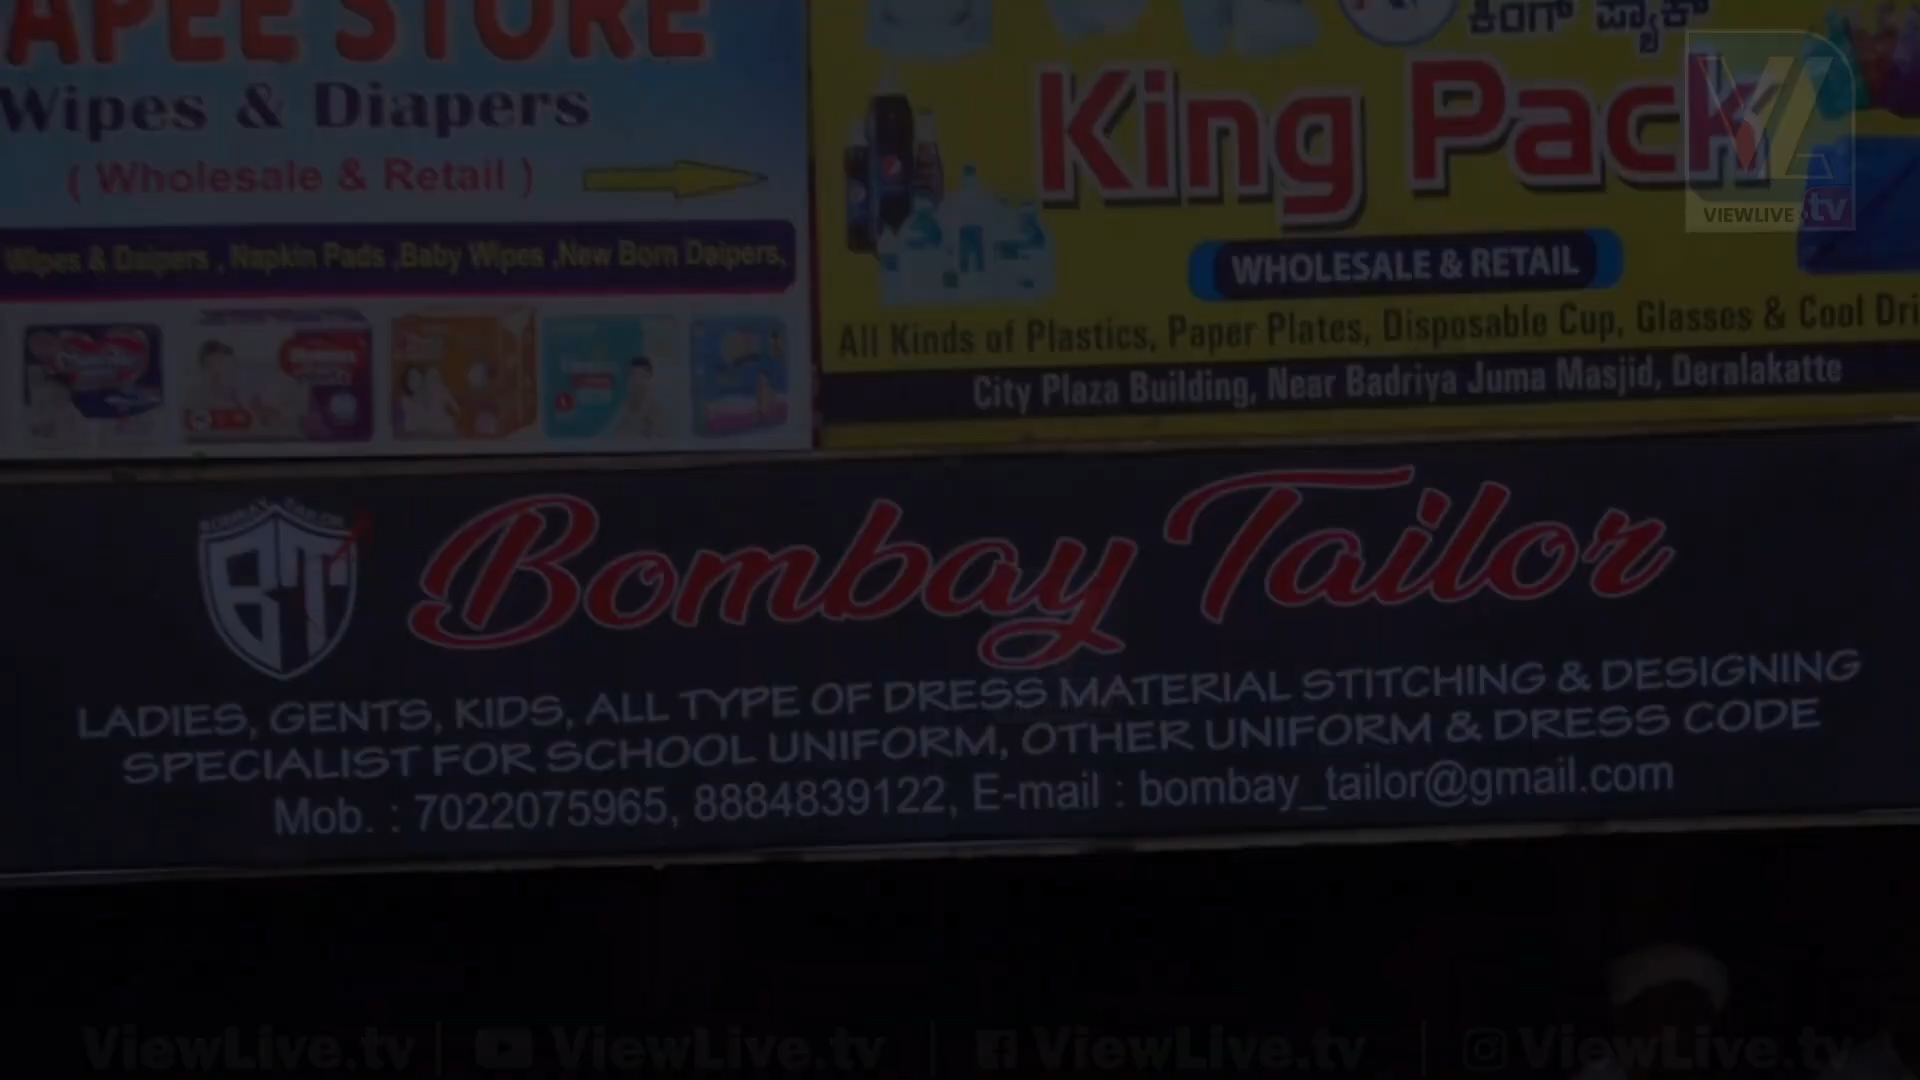 APEE STORE
Wipes & Diapers
( Wholesale & Retail )
Wipes & Daipers , Napkin Pads ,Baby Wipes ,New Born Daipers,
ಕಿಂಗ್ ಪ್ಯಾಕ್
King Pack
WHOLESALE & RETAIL
All Kinds of Plastics, Paper Plates, Disposable Cup, Glasses & Cool Dri
City Plaza Building, Near Badriya Juma Masjid, Deralakatte
VL
VIEWLIVE.tv
BOMBAY TAILOR
BT
Bombay Tailor
LADIES, GENTS, KIDS, ALL TYPE OF DRESS MATERIAL STITCHING & DESIGNING
SPECIALIST FOR SCHOOL UNIFORM, OTHER UNIFORM & DRESS CODE
Mob. : 7022075965, 8884839122, E-mail : bombay_tailor@gmail.com
ViewLive.tv | ViewLive.tv | ViewLive.tv | ViewLive.tv